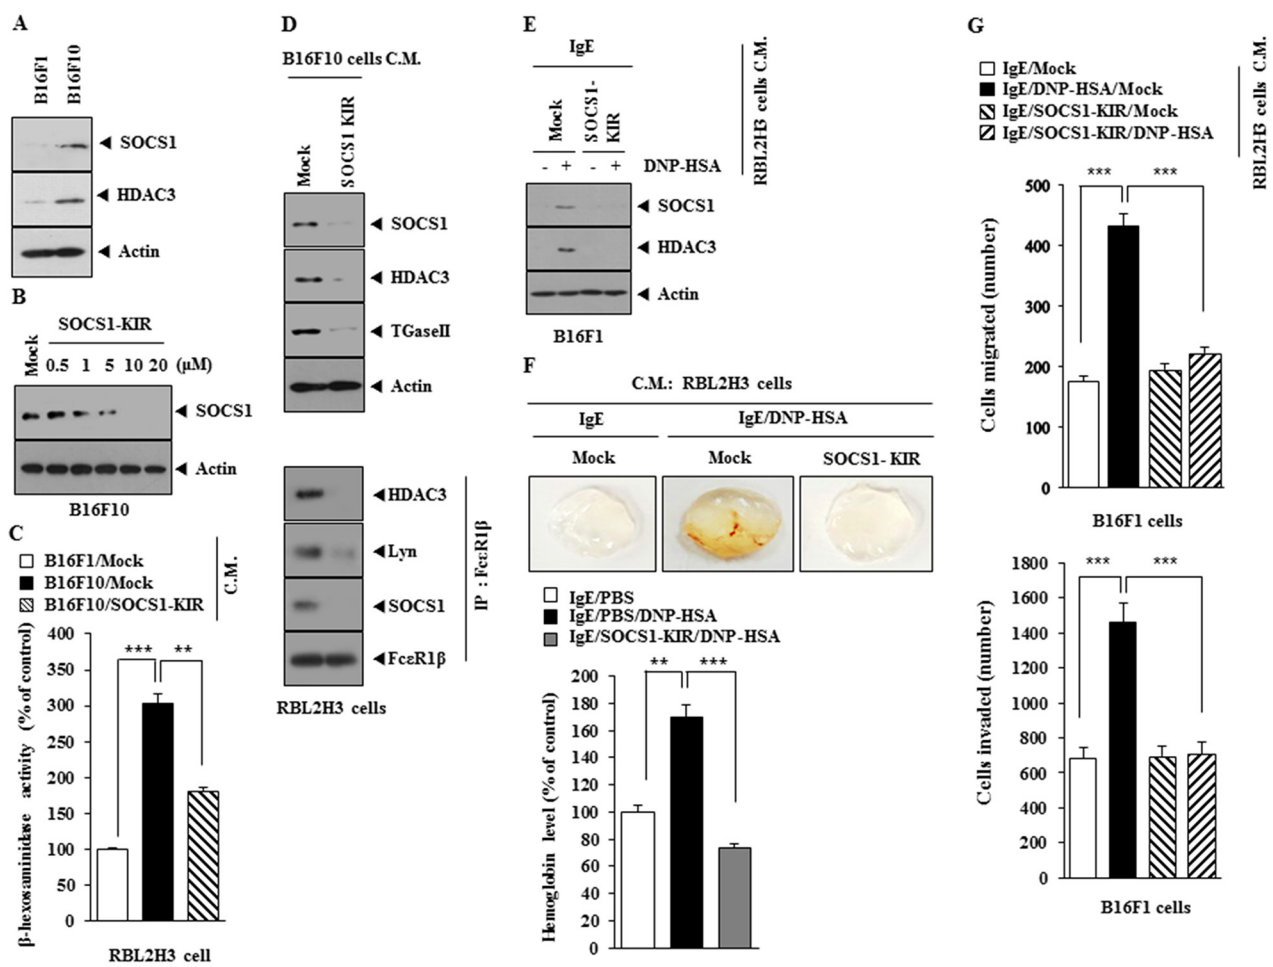 A
B16F1
B16F10
SOCS1
HDAC3
Actin
B
SOCS1-KIR
Mock
0.5 1 5 10 20 (μM)
SOCS1
Actin
B16F10
C
B16F1/Mock
B16F10/Mock
B16F10/SOCS1-KIR
C.M.
β-hexosaminidase activity (% of control)
400
350
300
250
200
150
100
50
0
*** **
RBL2H3 cell
D
B16F10 cells C.M.
Mock
SOCS1 KIR
SOCS1
HDAC3
TGaseII
Actin
HDAC3
Lyn
SOCS1
FcεR1β
IP : FcεR1β
RBL2H3 cells
E
IgE
Mock
SOCS1-
KIR
- + - + DNP-HSA
RBL2H3 cells C.M.
SOCS1
HDAC3
Actin
B16F1
F
C.M.: RBL2H3 cells
IgE IgE/DNP-HSA
Mock Mock SOCS1- KIR
IgE/PBS
IgE/PBS/DNP-HSA
IgE/SOCS1-KIR/DNP-HSA
Hemoglobin level (% of control)
200
180
160
140
120
100
80
60
40
20
0
** ***
G
IgE/Mock
IgE/DNP-HSA/Mock
IgE/SOCS1-KIR/Mock
IgE/SOCS1-KIR/DNP-HSA
RBL2H3 cells C.M.
Cells migrated (number)
500
400
300
200
100
0
*** ***
B16F1 cells
Cells invaded (number)
1800
1600
1400
1200
1000
800
600
400
200
0
*** ***
B16F1 cells